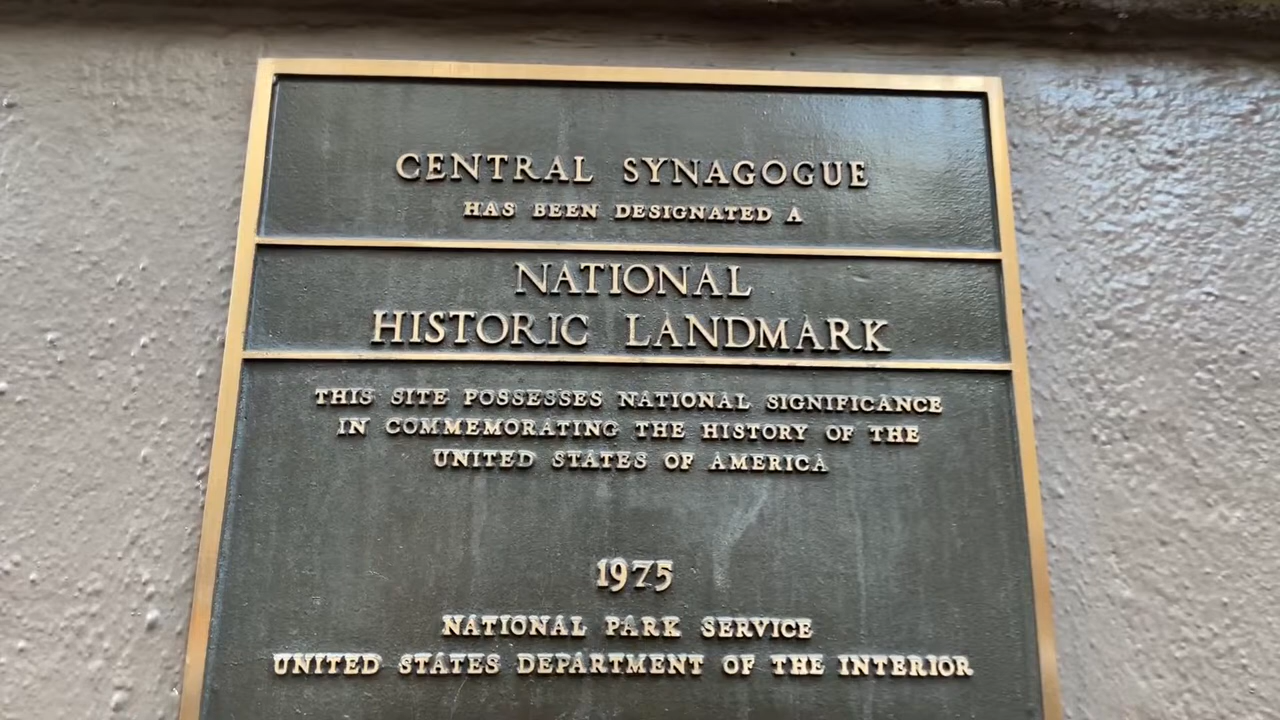 CENTRAL SYNAGOGUE
HAS BEEN DESIGNATED A
NATIONAL
HISTORIC LANDMARK
THIS SITE POSSESSES NATIONAL SIGNIFICANCE
IN COMMEMORATING THE HISTORY OF THE
UNITED STATES OF AMERICA
1975
NATIONAL PARK SERVICE
UNITED STATES DEPARTMENT OF THE INTERIOR